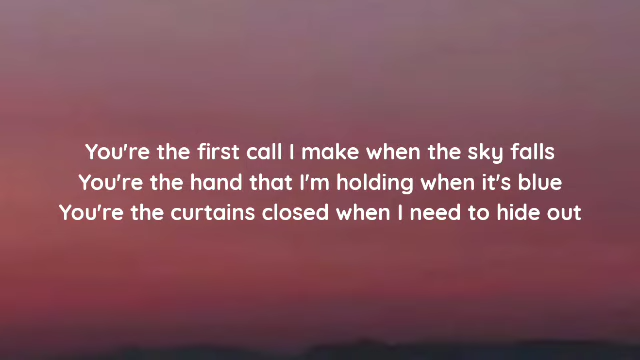 You're the first call I make when the sky falls
You're the hand that I'm holding when it's blue
You're the curtains closed when I need to hide out